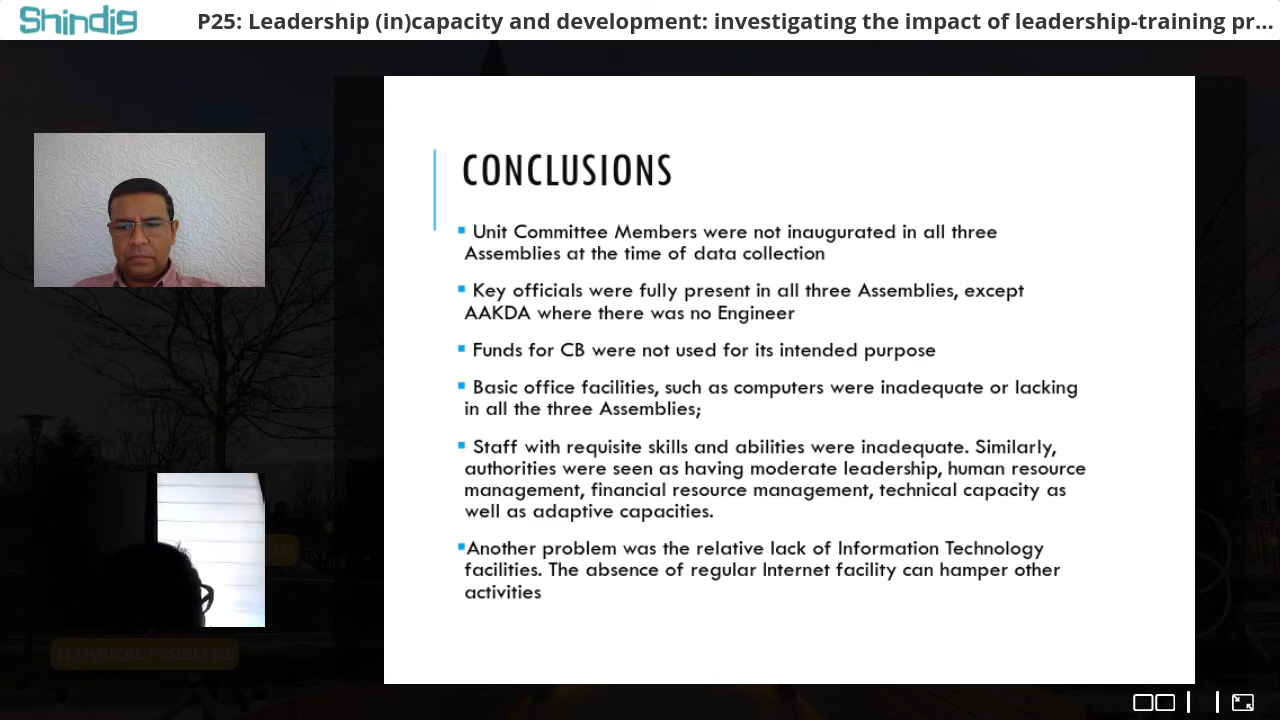 Shindig
P25: Leadership (in)capacity and development: investigating the impact of leadership-training pr...
CONCLUSIONS
Unit Committee Members were not inaugurated in all three
Assemblies at the time of data collection
Key officials were fully present in all three Assemblies, except
AAKDA where there was no Engineer
Funds for CB were not used for its intended purpose
Basic office facilities, such as computers were inadequate or lacking
in all the three Assemblies;
Staff with requisite skills and abilities were inadequate. Similarly,
authorities were seen as having moderate leadership, human resource
management, financial resource management, technical capacity as
well as adaptive capacities.
Another problem was the relative lack of Information Technology
facilities. The absence of regular Internet facility can hamper other
activities
TECHNICAL PROBLEMS